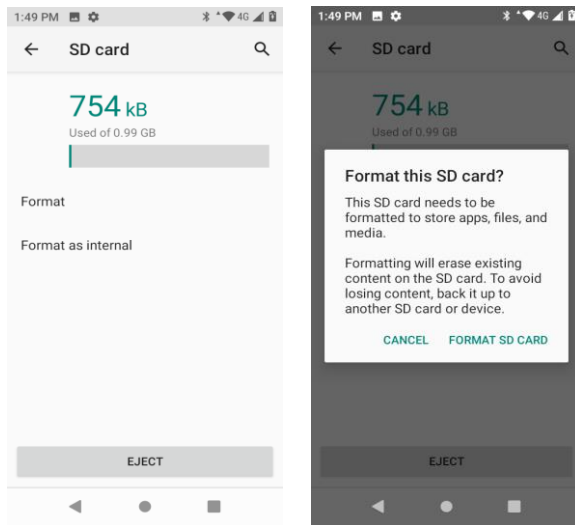 1:49 PM 4G
SD card
754 kB
Used of 0.99 GB
Format
Format as internal
EJECT
1:49 PM 4G
SD card
754 kB
Used of 0.99 GB
Format this SD card?
This SD card needs to be
formatted to store apps, files, and
media.
Formatting will erase existing
content on the SD card. To avoid
losing content, back it up to
another SD card or device.
CANCEL FORMAT SD CARD
EJECT